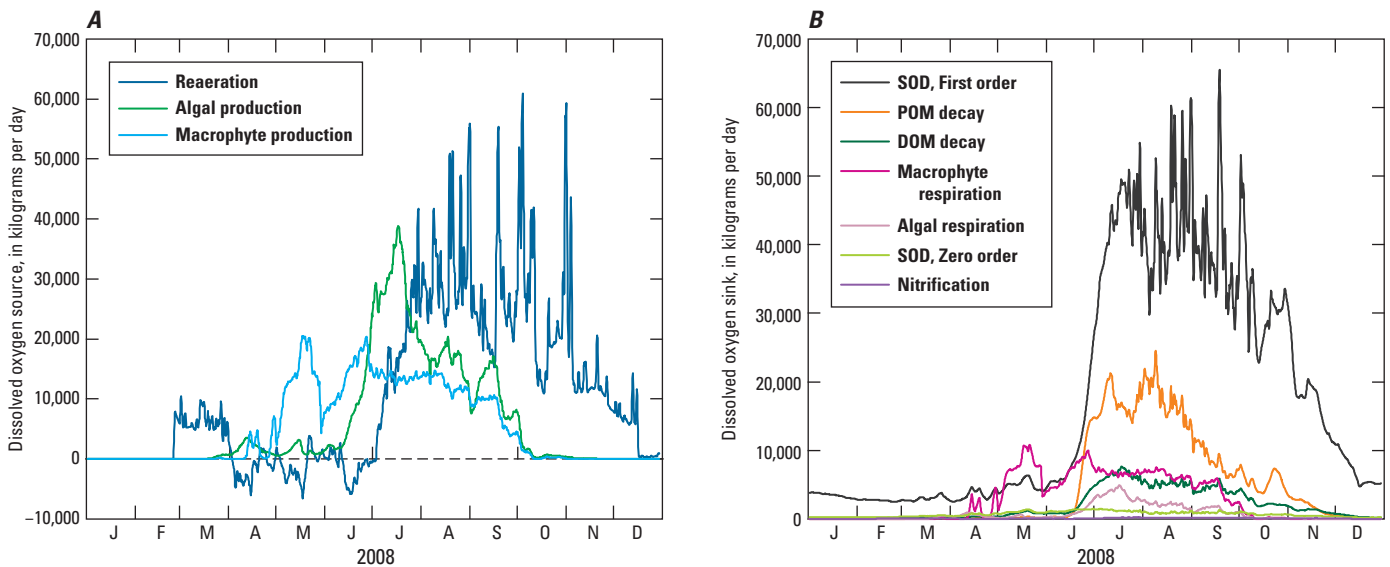 A
Dissolved oxygen source, in kilograms per day
70,000
60,000
50,000
40,000
30,000
20,000
10,000
0
–10,000
Reaeration
Algal production
Macrophyte production
J F M A M J J A S O N D
2008
B
Dissolved oxygen sink, in kilograms per day
70,000
60,000
50,000
40,000
30,000
20,000
10,000
0
SOD, First order
POM decay
DOM decay
Macrophyte
respiration
Algal respiration
SOD, Zero order
Nitrification
J F M A M J J A S O N D
2008